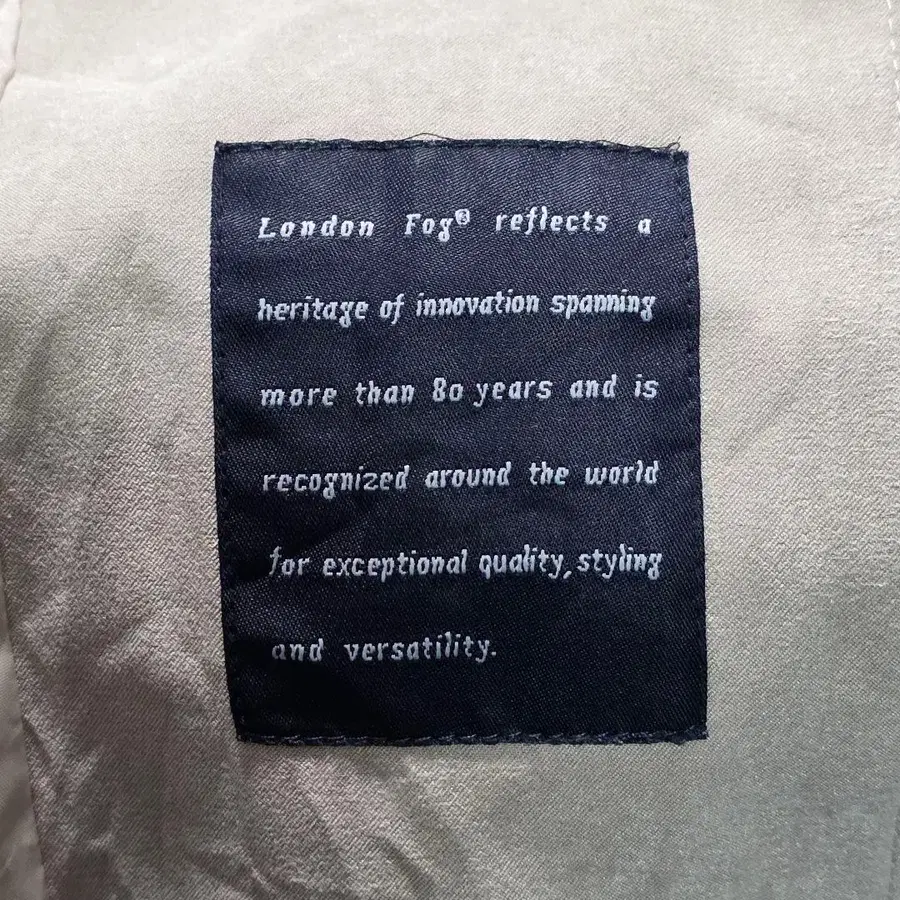 London Fog® reflects a
heritage of innovation spanning
more than 80 years and is
recognized around the world
for exceptional quality, styling
and versatility.